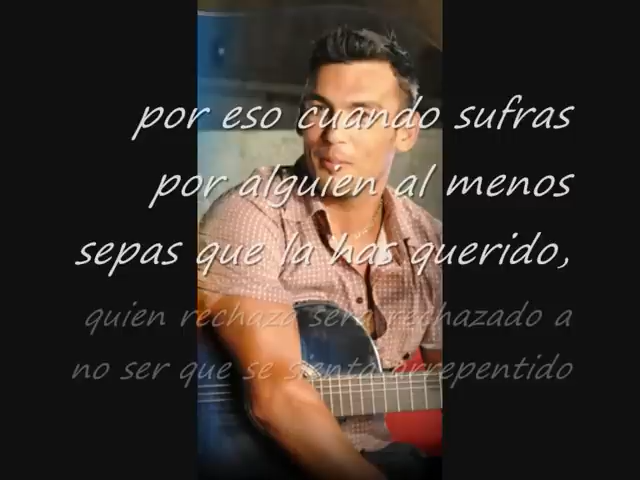 por eso cuando sufras
por alguien al menos
sepas que la has querido,
quien rechaza sera rechazado a
no ser que se sienta arrepentido